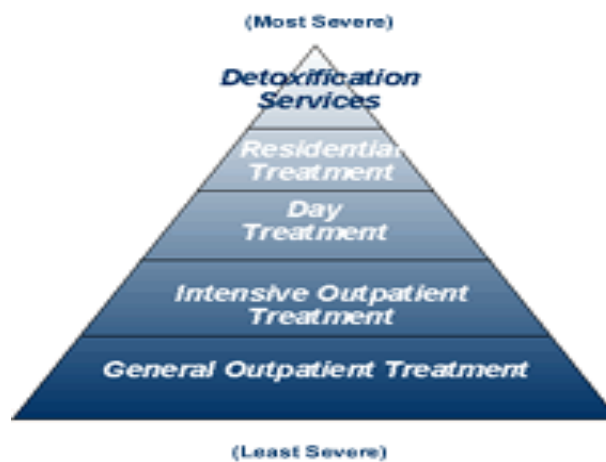 (Most Severe)
Detoxification
Services
Residential
Treatment
Day
Treatment
Intensive Outpatient
Treatment
General Outpatient Treatment
(Least Severe)